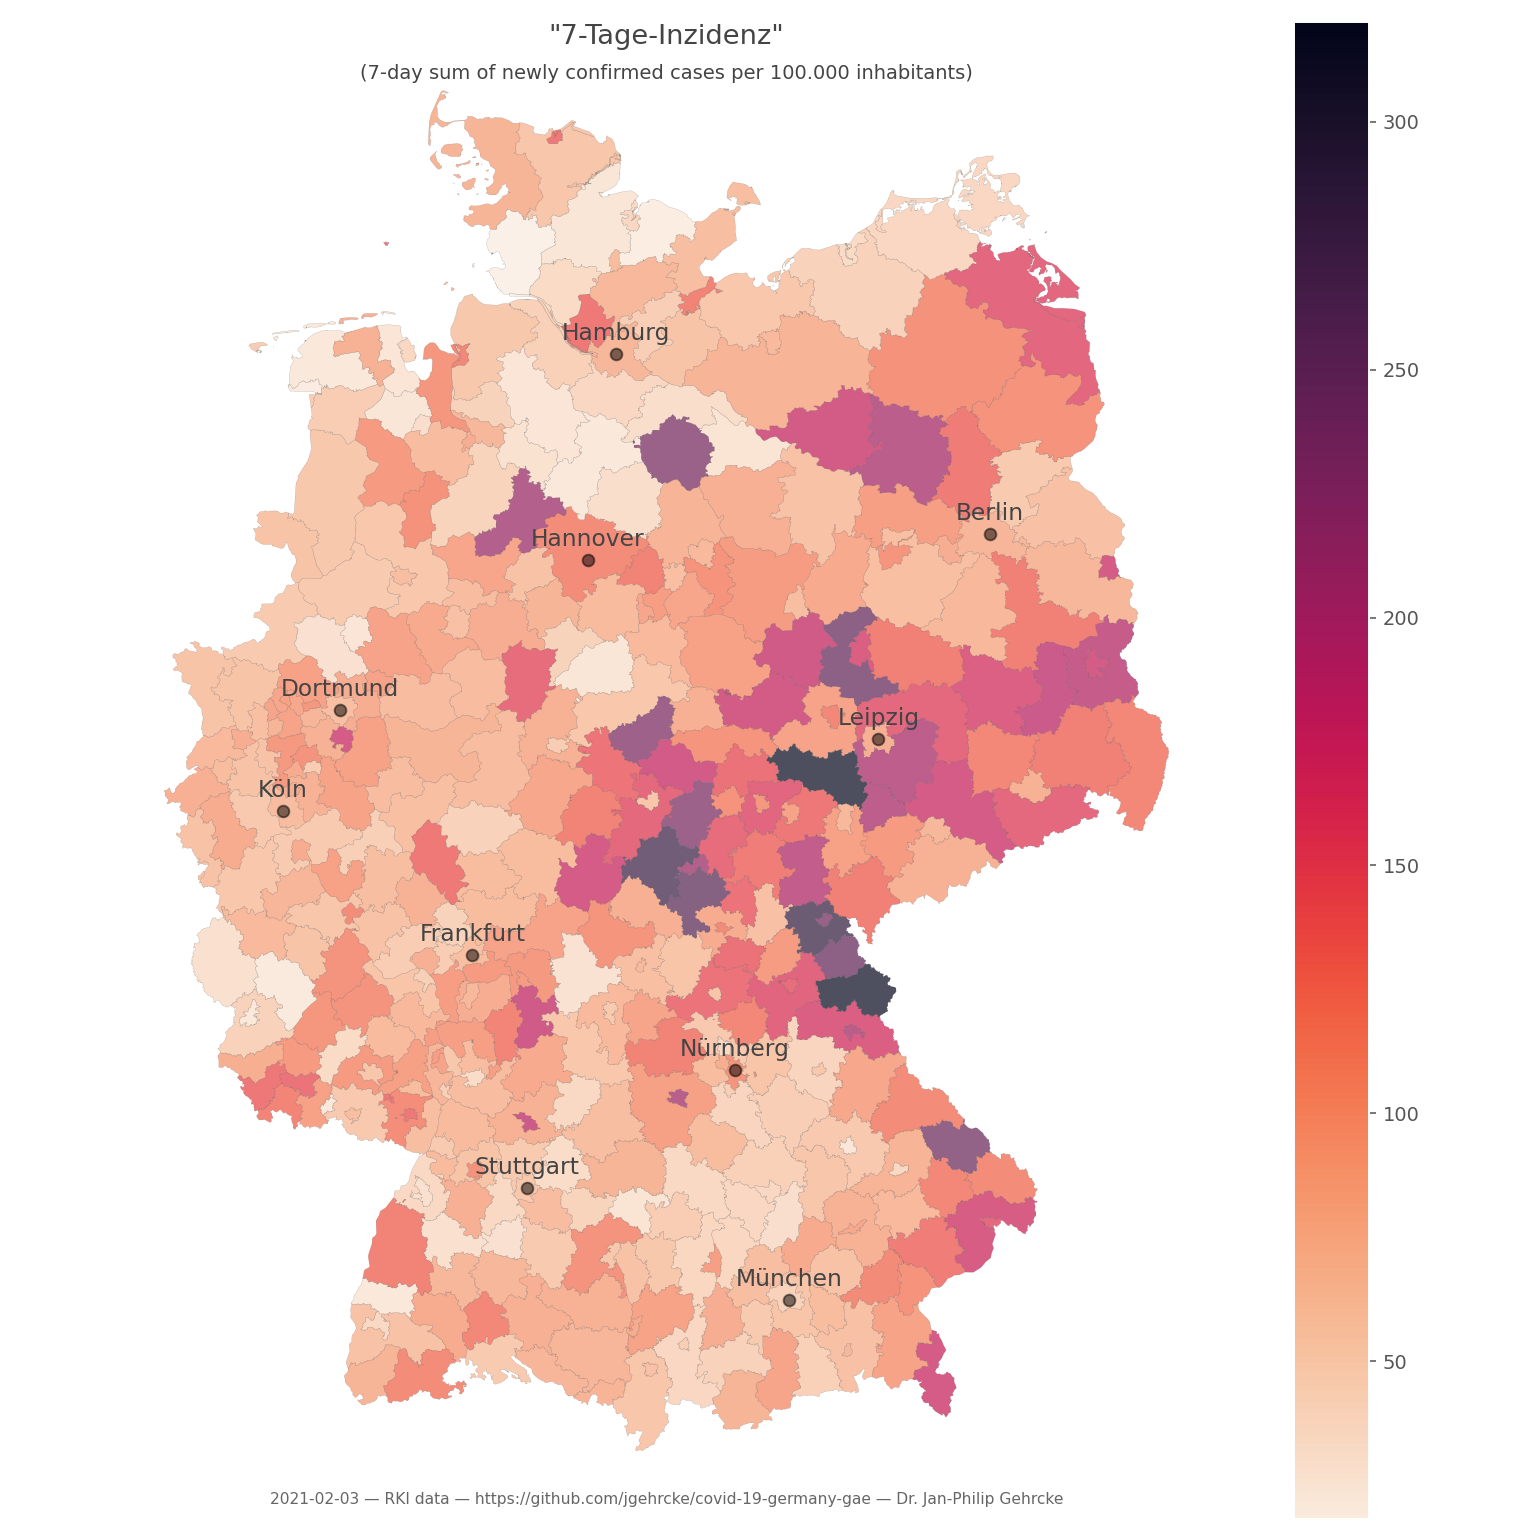 "7-Tage-Inzidenz"
(7-day sum of newly confirmed cases per 100.000 inhabitants)
300
Hamburg
250
Berlin
Hannover
200
Dortmund
Leipzig
Köln
150
Frankfurt
Nürnberg
100
Stuttgart
München
50
2021-02-03 — RKI data — https://github.com/jgehrcke/covid-19-germany-gae — Dr. Jan-Philip Gehrcke